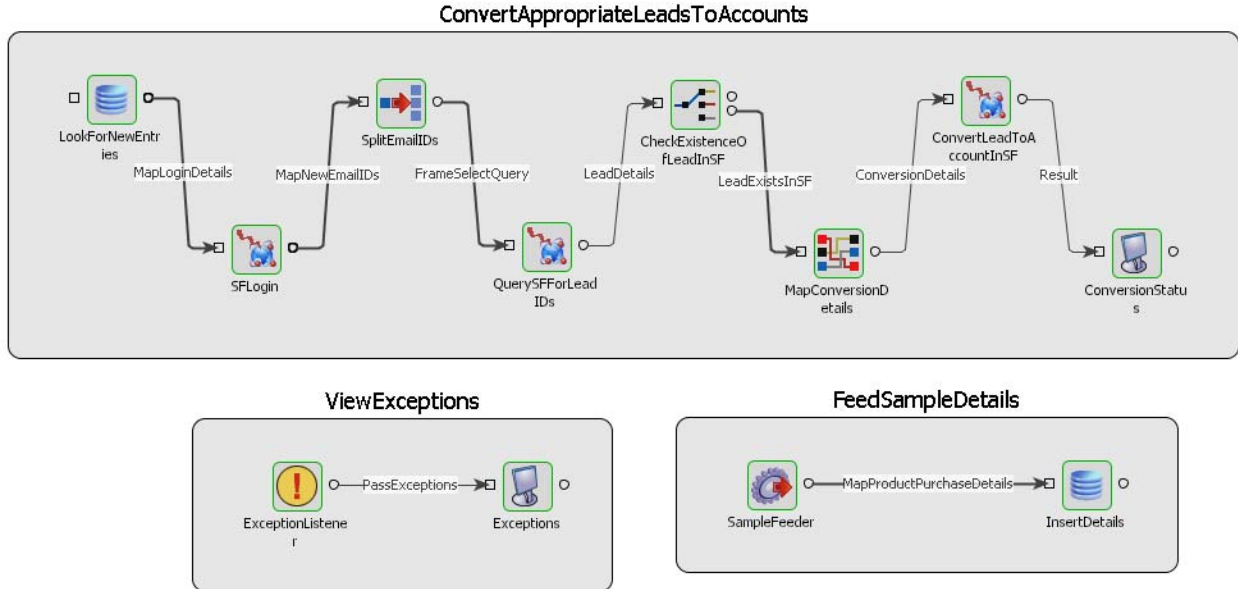 ConvertAppropriateLeadsToAccounts
LookForNewEntr
ies
MapLoginDetails
SFLogin
MapNewEmailIDs
SplitEmailIDs
FrameSelectQuery
QuerySFForLead
IDs
LeadDetails
CheckExistenceO
fLeadInSF
LeadExistsInSF
MapConversionD
etails
ConversionDetails
ConvertLeadToA
ccountInSF
Result
ConversionStatu
s
ViewExceptions
ExceptionListene
r
PassExceptions
Exceptions
FeedSampleDetails
SampleFeeder
MapProductPurchaseDetails
InsertDetails